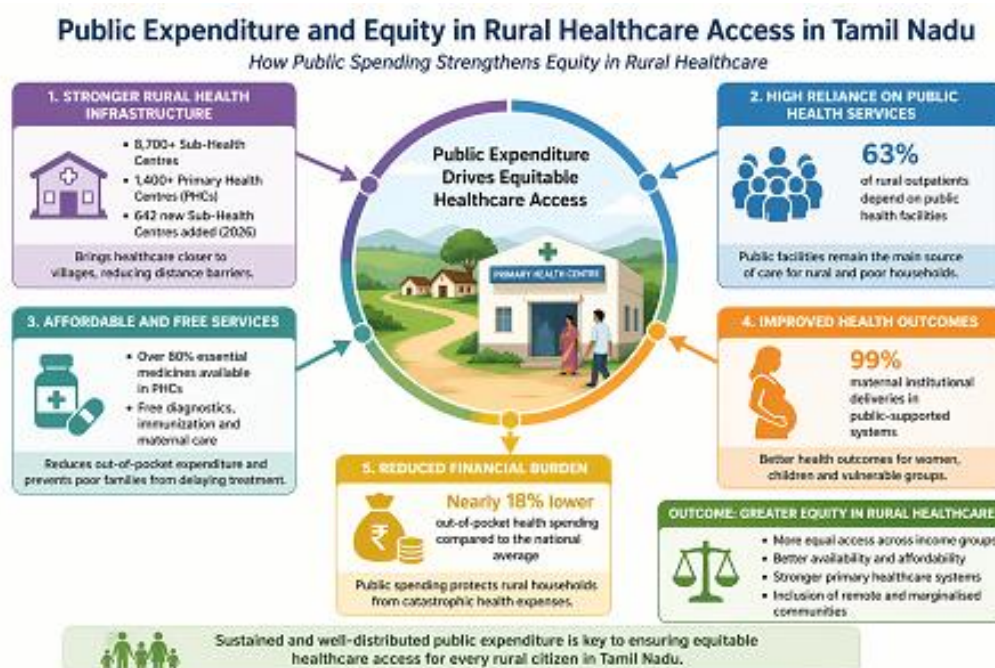 Public Expenditure and Equity in Rural Healthcare Access in Tamil Nadu
How Public Spending Strengthens Equity in Rural Healthcare
1. STRONGER RURAL HEALTH
INFRASTRUCTURE
• 8,700+ Sub-Health
Centres
• 1,400+ Primary Health
Centres (PHCs)
• 642 new Sub-Health
Centres added (2026)
Brings healthcare closer to
villages, reducing distance barriers.
Public Expenditure
Drives Equitable
Healthcare Access
PRIMARY HEALTH CENTRE
2. HIGH RELIANCE ON PUBLIC
HEALTH SERVICES
63%
of rural outpatients
depend on public
health facilities
Public facilities remain the main source
of care for rural and poor households.
3. AFFORDABLE AND FREE SERVICES
• Over 80% essential
medicines available
in PHCs
• Free diagnostics,
immunization and
maternal care
Reduces out-of-pocket expenditure and
prevents poor families from delaying treatment.
4. IMPROVED HEALTH OUTCOMES
99%
maternal institutional
deliveries in
public-supported
systems
Better health outcomes for women,
children and vulnerable groups.
5. REDUCED FINANCIAL BURDEN
₹
Nearly 18% lower
out-of-pocket health spending
compared to the national
average
Public spending protects rural households
from catastrophic health expenses.
OUTCOME: GREATER EQUITY IN RURAL HEALTHCARE
• More equal access across income groups
• Better availability and affordability
• Stronger primary healthcare systems
• Inclusion of remote and marginalised
communities
Sustained and well-distributed public expenditure is key to ensuring equitable
healthcare access for every rural citizen in Tamil Nadu.